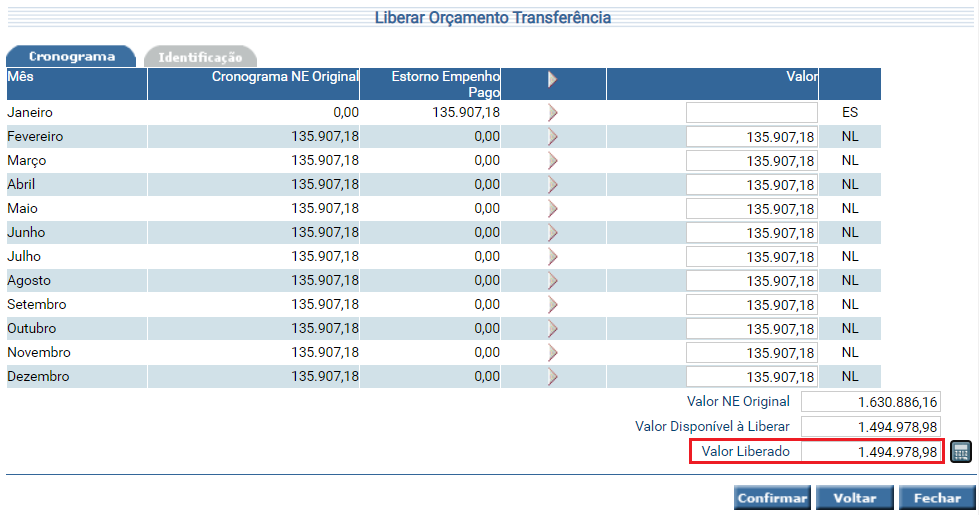 Liberar Orçamento Transferência
Cronograma Identificação
Mês Cronograma NE Original Estorno Empenho Pago Valor
Janeiro 0,00 135.907,18 ES
Fevereiro 135.907,18 0,00 135.907,18 NL
Março 135.907,18 0,00 135.907,18 NL
Abril 135.907,18 0,00 135.907,18 NL
Maio 135.907,18 0,00 135.907,18 NL
Junho 135.907,18 0,00 135.907,18 NL
Julho 135.907,18 0,00 135.907,18 NL
Agosto 135.907,18 0,00 135.907,18 NL
Setembro 135.907,18 0,00 135.907,18 NL
Outubro 135.907,18 0,00 135.907,18 NL
Novembro 135.907,18 0,00 135.907,18 NL
Dezembro 135.907,18 0,00 135.907,18 NL
Valor NE Original 1.630.886,16
Valor Disponível à Liberar 1.494.978,98
Valor Liberado 1.494.978,98
Confirmar Voltar Fechar